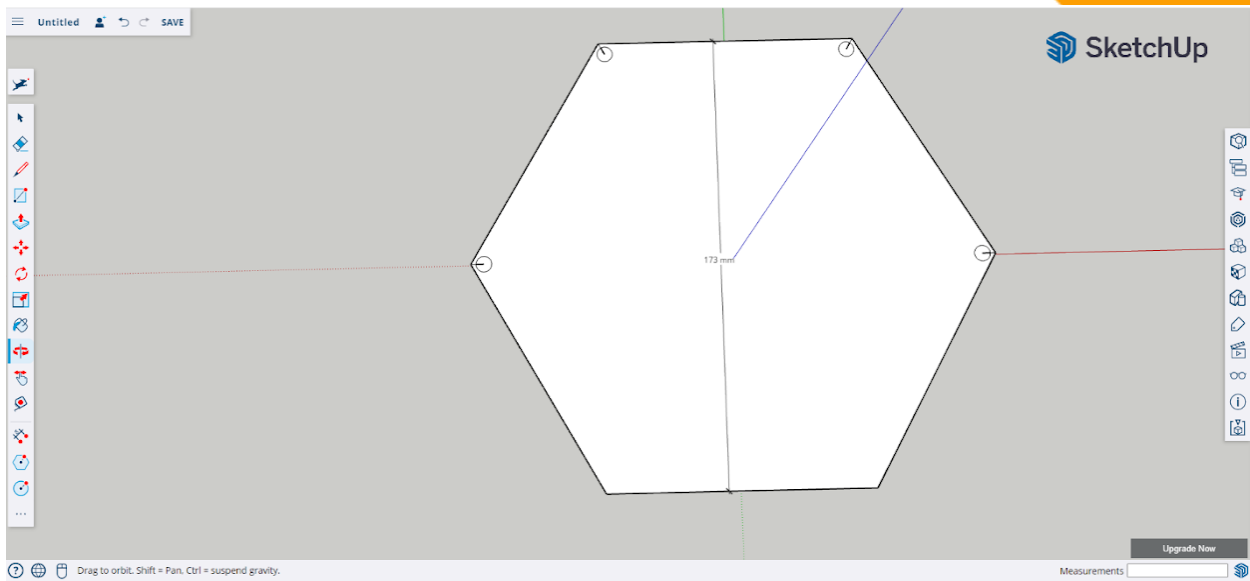 Untitled SAVE
SketchUp
173 mm
Upgrade Now
Drag to orbit. Shift = Pan, Ctrl = suspend gravity.
Measurements